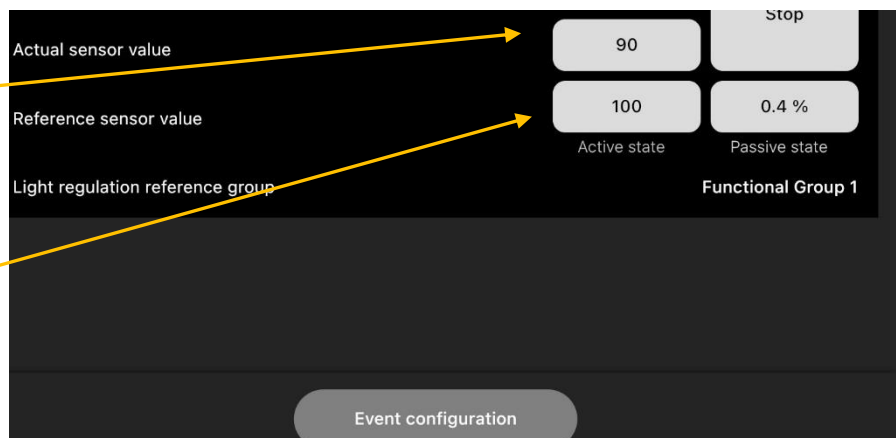 Stop
Actual sensor value 90
Reference sensor value 100 0.4 %
Active state Passive state
Light regulation reference group Functional Group 1
Event configuration